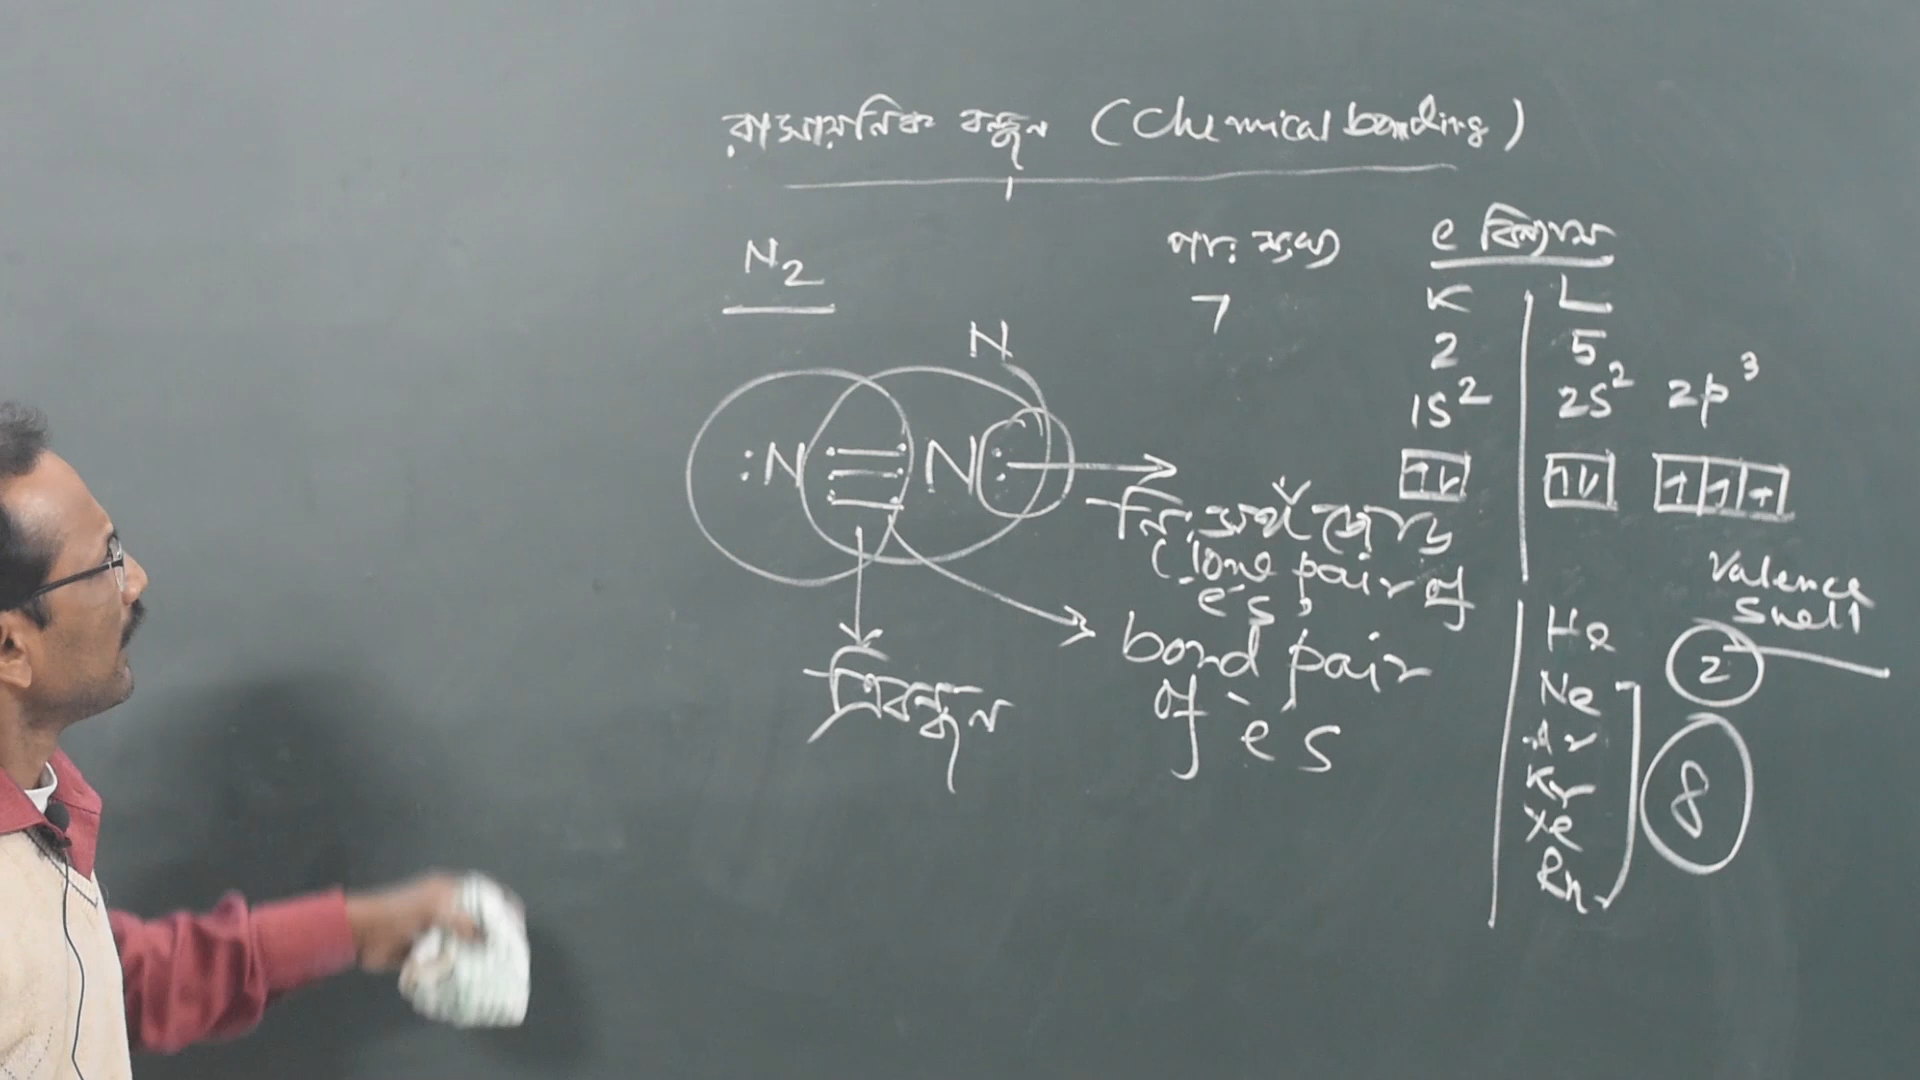 রাসায়নিক বন্ধন (Chemical bonding)
N2
পার: সংখ্যা
e বিন্যাস
7
K L
2 5
1s² 2s² 2p³
N
:N≡N:
নি:সঙ্গ জোড়
(lone pair of
e's)
bond pair
of e s
ত্রিবন্ধন
Valence
shell
He 2
Ne
Ar
Kr 8
Xe
Rn